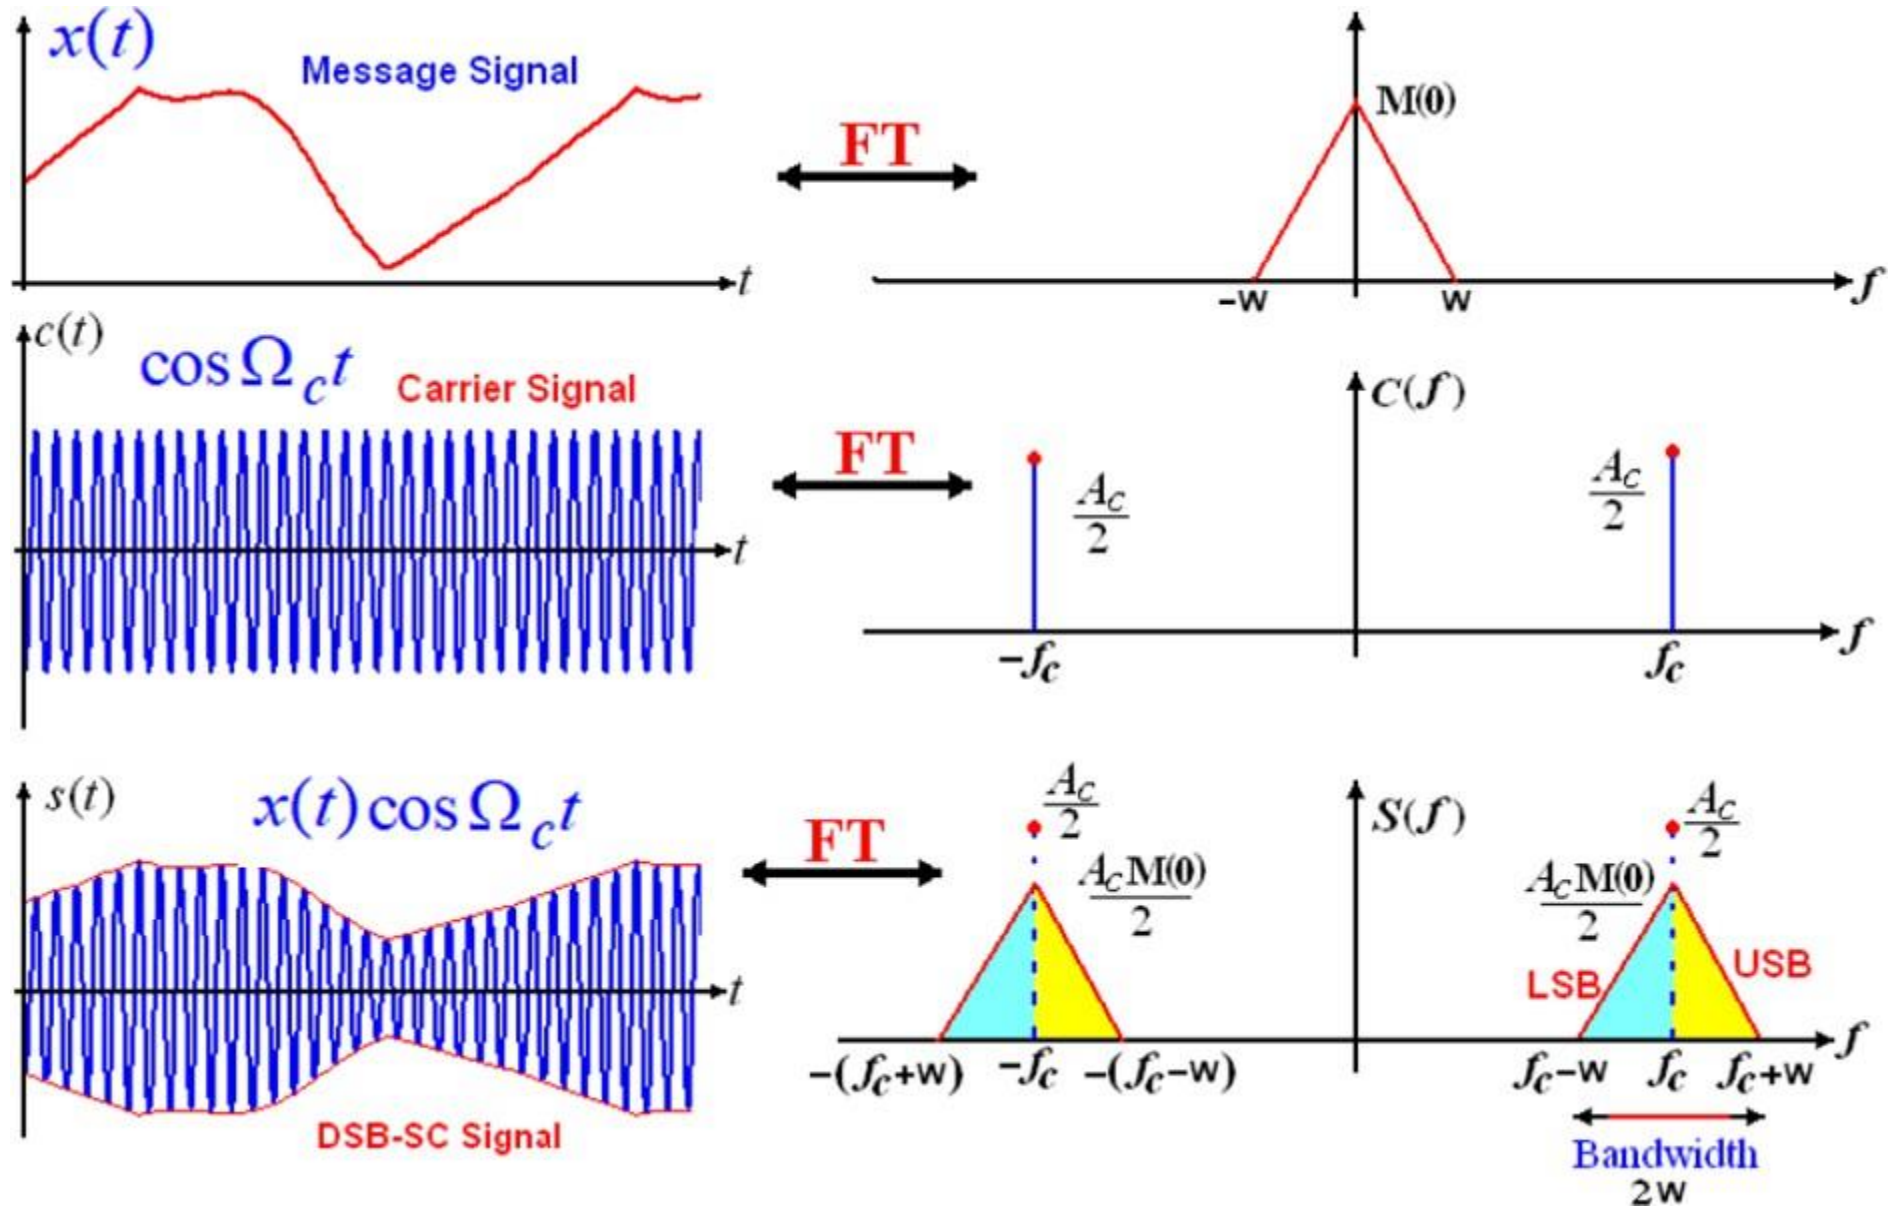 x(t)
Message Signal
t
FT
M(0)
-w
w
f
c(t)
cos Ω_c t
Carrier Signal
t
FT
C(f)
A_C/2
A_C/2
-f_c
f_c
f
s(t)
x(t) cos Ω_c t
DSB-SC Signal
t
FT
A_C/2
A_C M(0)/2
S(f)
A_C/2
A_C M(0)/2
LSB
USB
-(f_c+w)
-f_c
-(f_c-w)
f_c-w
f_c
f_c+w
f
Bandwidth
2w